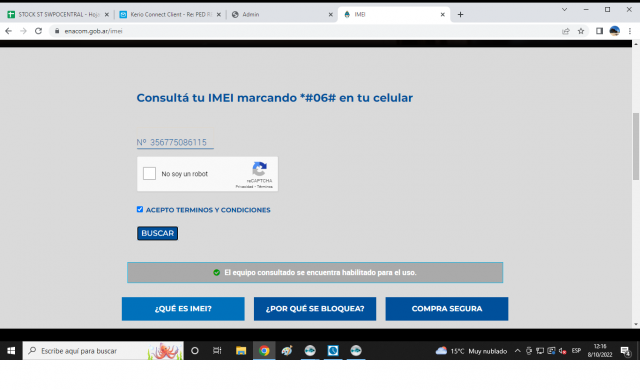 STOCK ST SWPOCENTRAL - Hoja
Kerio Connect Client - Re: PED Fi
Admin
IMEI
enacom.gob.ar/imei
Consultá tu IMEI marcando *#06# en tu celular
Nº 356775086115
No soy un robot
reCAPTCHA
Privacidad - Términos
ACEPTO TERMINOS Y CONDICIONES
BUSCAR
El equipo consultado se encuentra habilitado para el uso.
¿QUÉ ES IMEI?
¿POR QUÉ SE BLOQUEA?
COMPRA SEGURA
Escribe aquí para buscar
15°C Muy nublado
ESP
12:16
8/10/2022
4